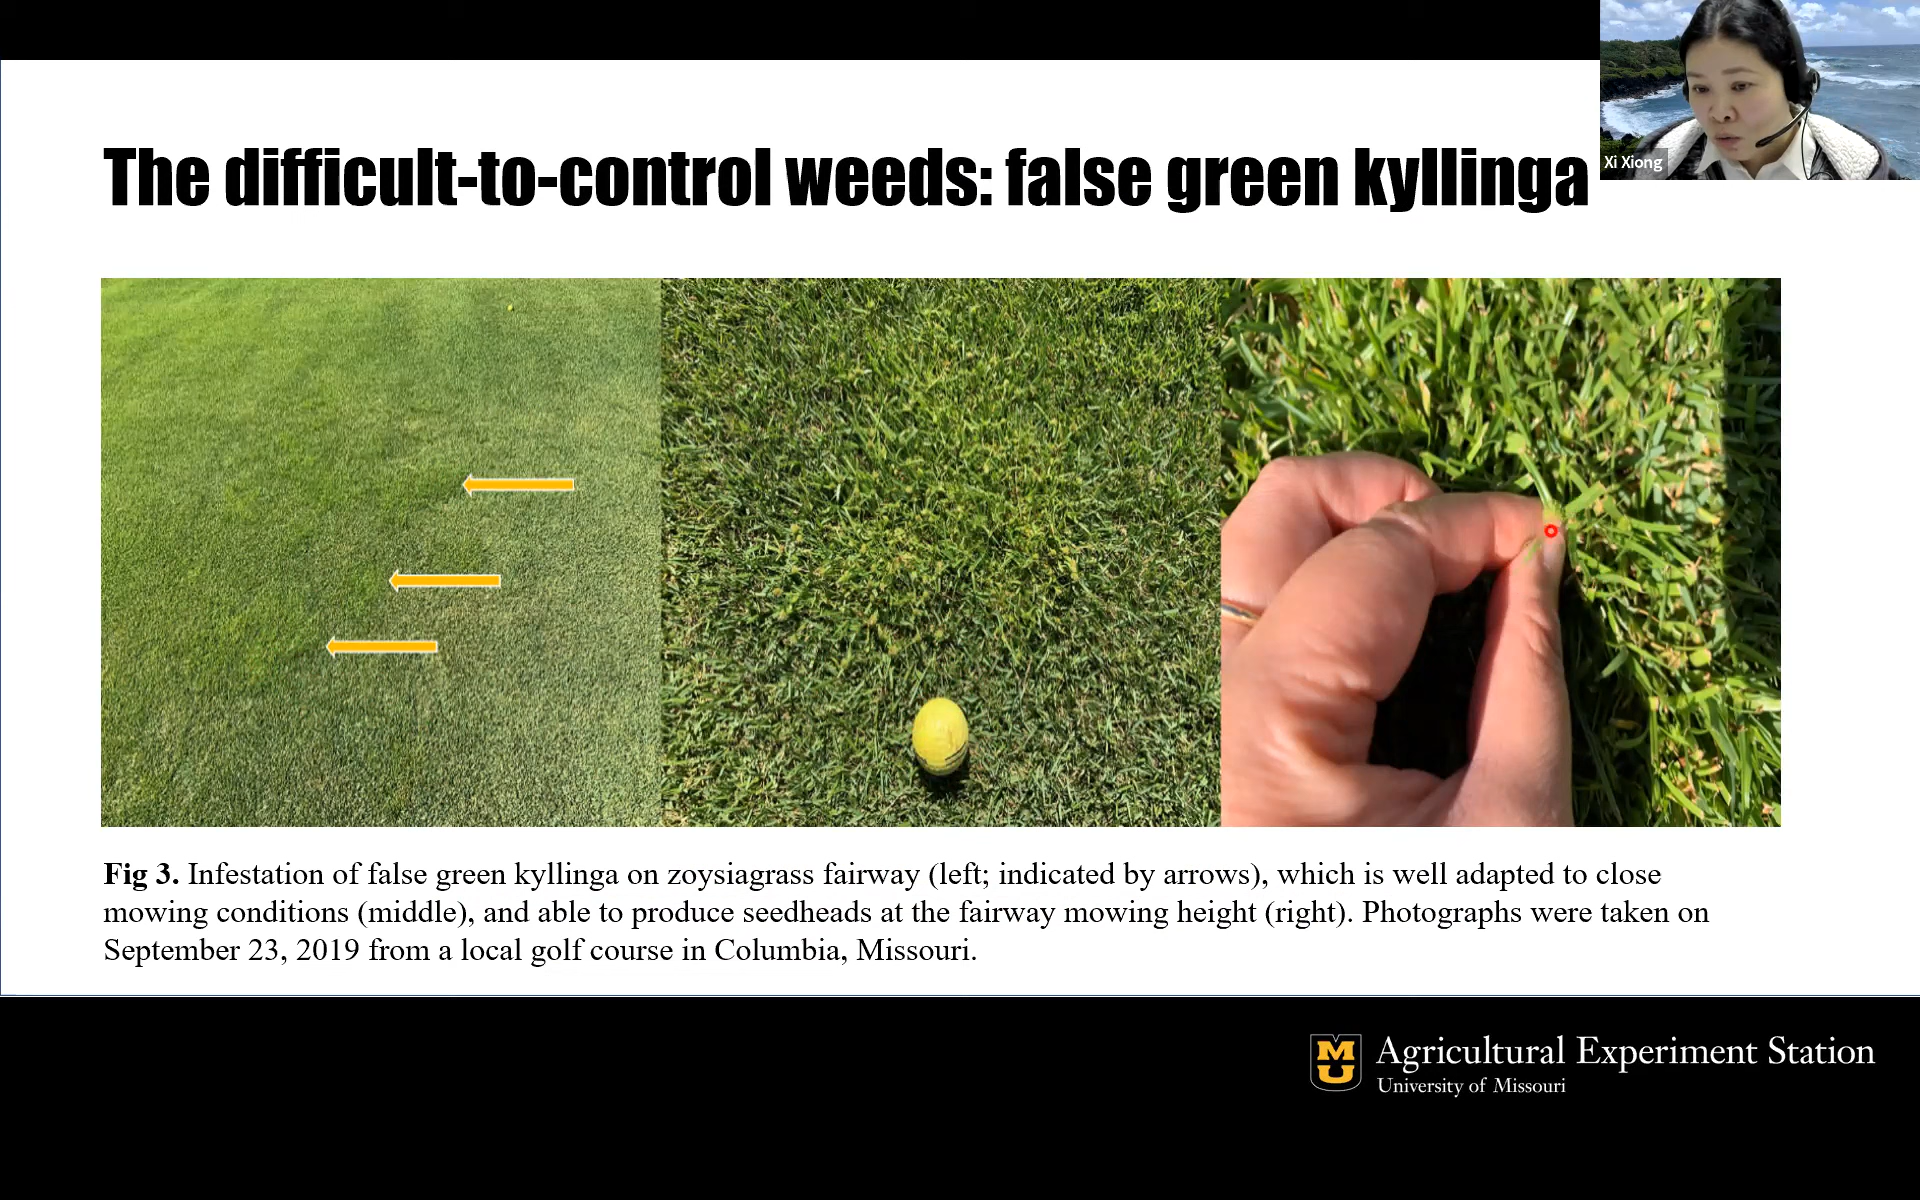 Xi Xiong
The difficult-to-control weeds: false green kyllinga
Fig 3. Infestation of false green kyllinga on zoysiagrass fairway (left; indicated by arrows), which is well adapted to close
mowing conditions (middle), and able to produce seedheads at the fairway mowing height (right). Photographs were taken on
September 23, 2019 from a local golf course in Columbia, Missouri.
MU
Agricultural Experiment Station
University of Missouri